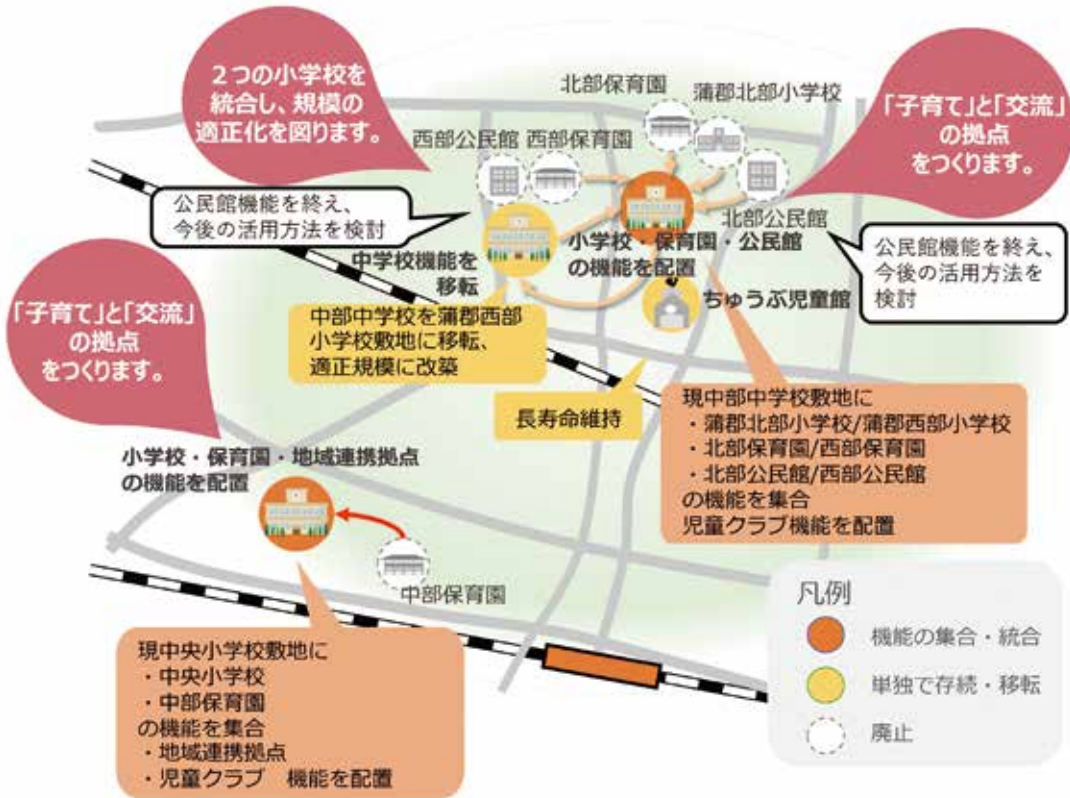 2つの小学校を
統合し、規模の
適正化を図ります。
北部保育園
蒲郡北部小学校
「子育て」と「交流」
の拠点
をつくります。
西部公民館
西部保育園
公民館機能を終え、
今後の活用方法を検討
北部公民館
公民館機能を終え、
今後の活用方法を
検討
中学校機能を
移転
小学校・保育園・公民館
の機能を配置
ちゅうぶ児童館
中部中学校を蒲郡西部
小学校敷地に移転、
適正規模に改築
長寿命維持
現中部中学校敷地に
・蒲郡北部小学校/蒲郡西部小学校
・北部保育園/西部保育園
・北部公民館/西部公民館
の機能を集合
児童クラブ機能を配置
「子育て」と「交流」
の拠点
をつくります。
小学校・保育園・地域連携拠点
の機能を配置
中部保育園
現中央小学校敷地に
・中央小学校
・中部保育園
の機能を集合
・地域連携拠点
・児童クラブ 機能を配置
凡例
機能の集合・統合
単独で存続・移転
廃止